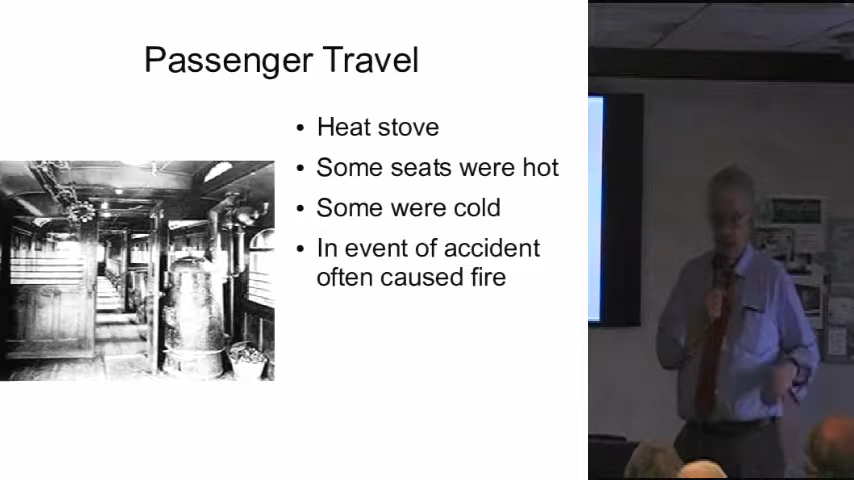 Passenger Travel
• Heat stove
• Some seats were hot
• Some were cold
• In event of accident
often caused fire